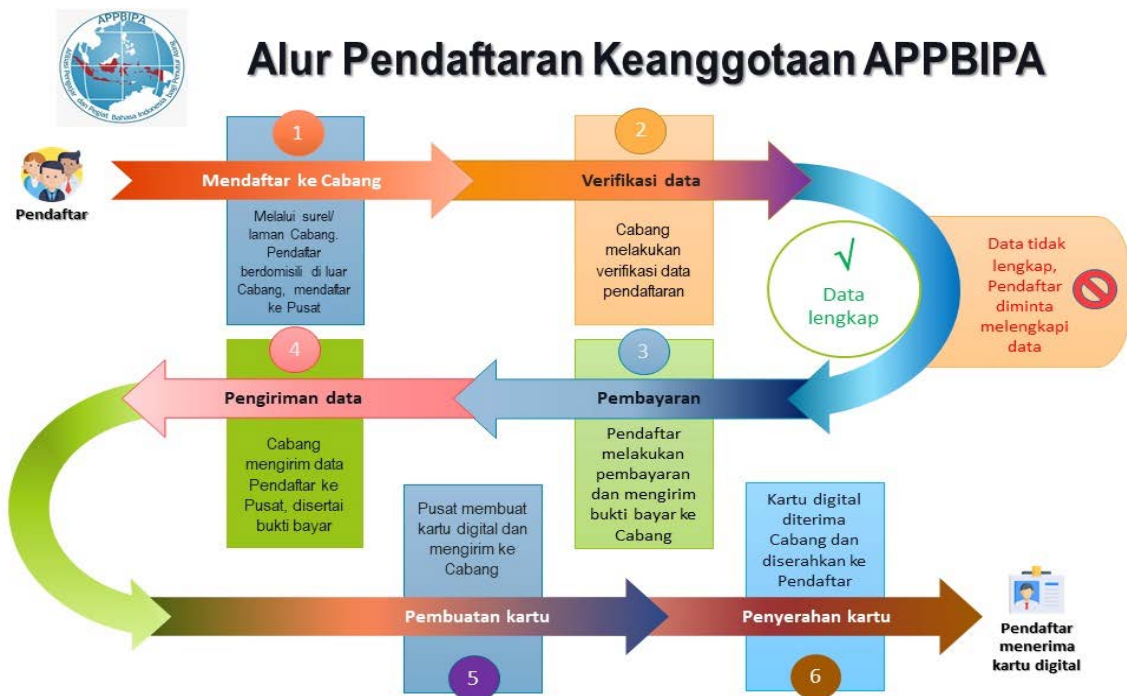 APPBIPA
Alur Pendaftaran Keanggotaan APPBIPA
Pendaftar
1
Mendaftar ke Cabang
Melalui surel/
laman Cabang.
Pendaftar
berdomisili di luar
Cabang, mendaftar
ke Pusat
2
Verifikasi data
Cabang
melakukan
verifikasi data
pendaftaran
√
Data
lengkap
Data tidak
lengkap,
Pendaftar
diminta
melengkapi
data
3
Pembayaran
Pendaftar
melakukan
pembayaran
dan mengirim
bukti bayar ke
Cabang
4
Pengiriman data
Cabang
mengirim data
Pendaftar ke
Pusat, disertai
bukti bayar
Pusat membuat
kartu digital dan
mengirim ke
Cabang
Pembuatan kartu
5
Kartu digital
diterima
Cabang dan
diserahkan ke
Pendaftar
Penyerahan kartu
6
Pendaftar
menerima
kartu digital